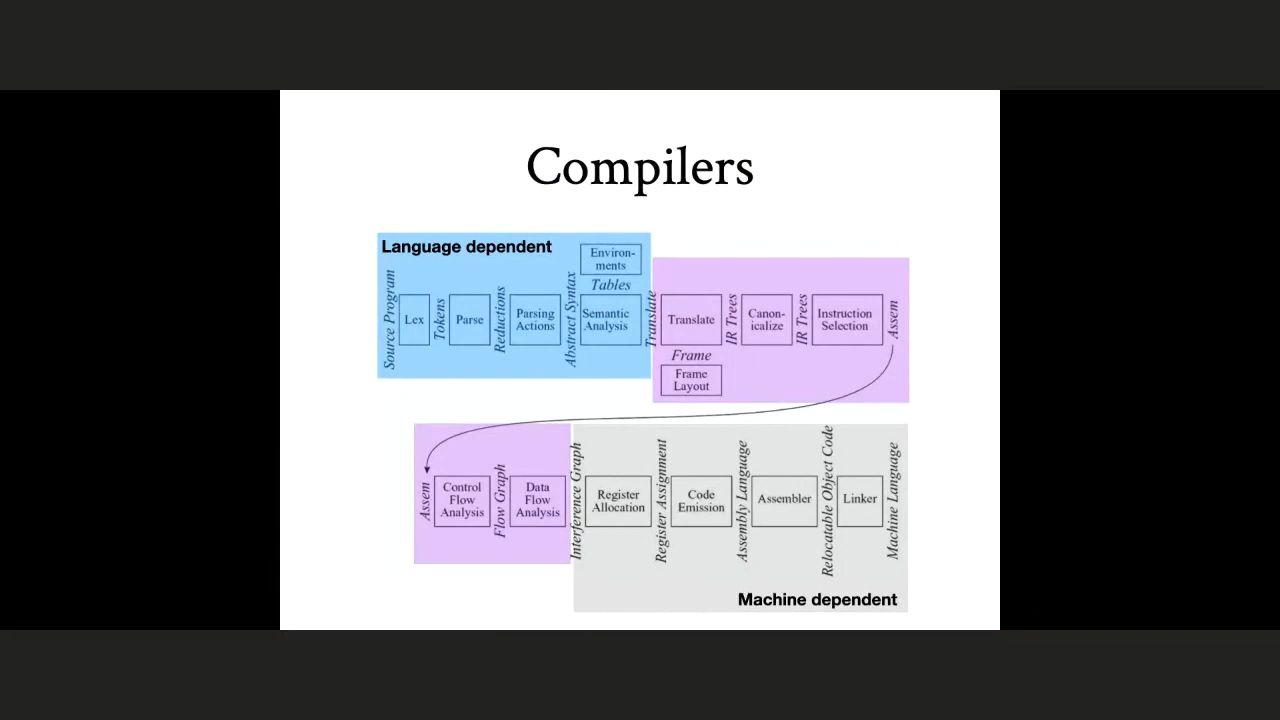 Compilers
Language dependent
Source Program
Lex
Tokens
Parse
Reductions
Parsing
Actions
Abstract Syntax
Environ-
ments
Tables
Semantic
Analysis
Translate
Translate
Frame
Frame
Layout
IR Trees
Canon-
icalize
IR Trees
Instruction
Selection
Assem
Assem
Control
Flow
Analysis
Flow Graph
Data
Flow
Analysis
Interference Graph
Register
Allocation
Register Assignment
Code
Emission
Assembly Language
Assembler
Relocatable Object Code
Linker
Machine Language
Machine dependent